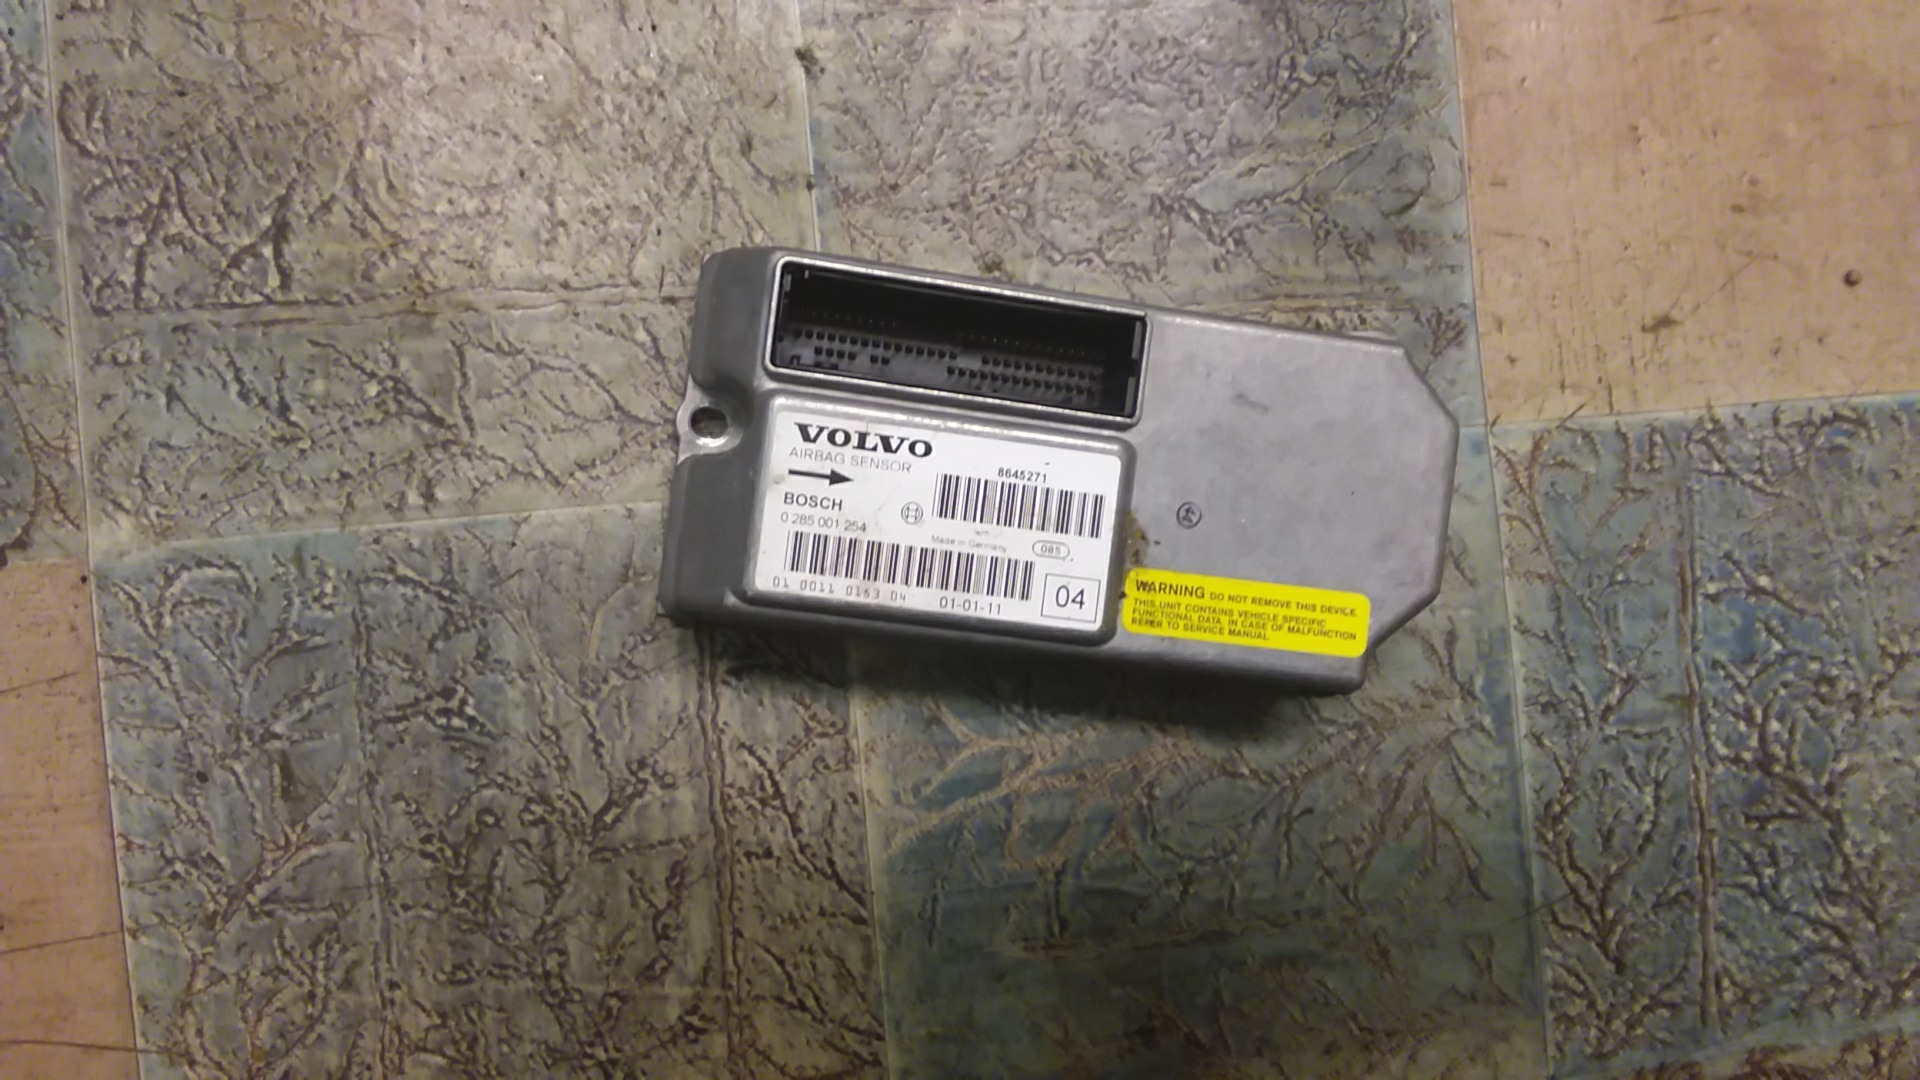 VOLVO
AIRBAG SENSOR
8645271
BOSCH
0 285 001 254
Made in Germany
085
01 0011 0153 04
01-01-11
04
WARNING DO NOT REMOVE THIS DEVICE.
THIS UNIT CONTAINS VEHICLE SPECIFIC
FUNCTIONAL DATA. IN CASE OF MALFUNCTION
REFER TO SERVICE MANUAL